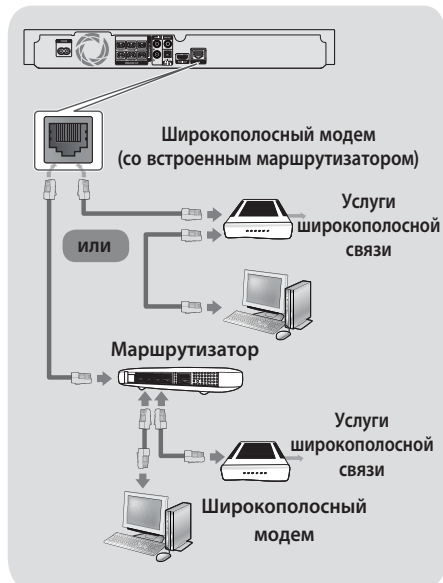 Широкополосный модем
(со встроенным маршрутизатором)
Услуги
широкополосной
связи
или
Маршрутизатор
Услуги
широкополосной
связи
Широкополосный
модем